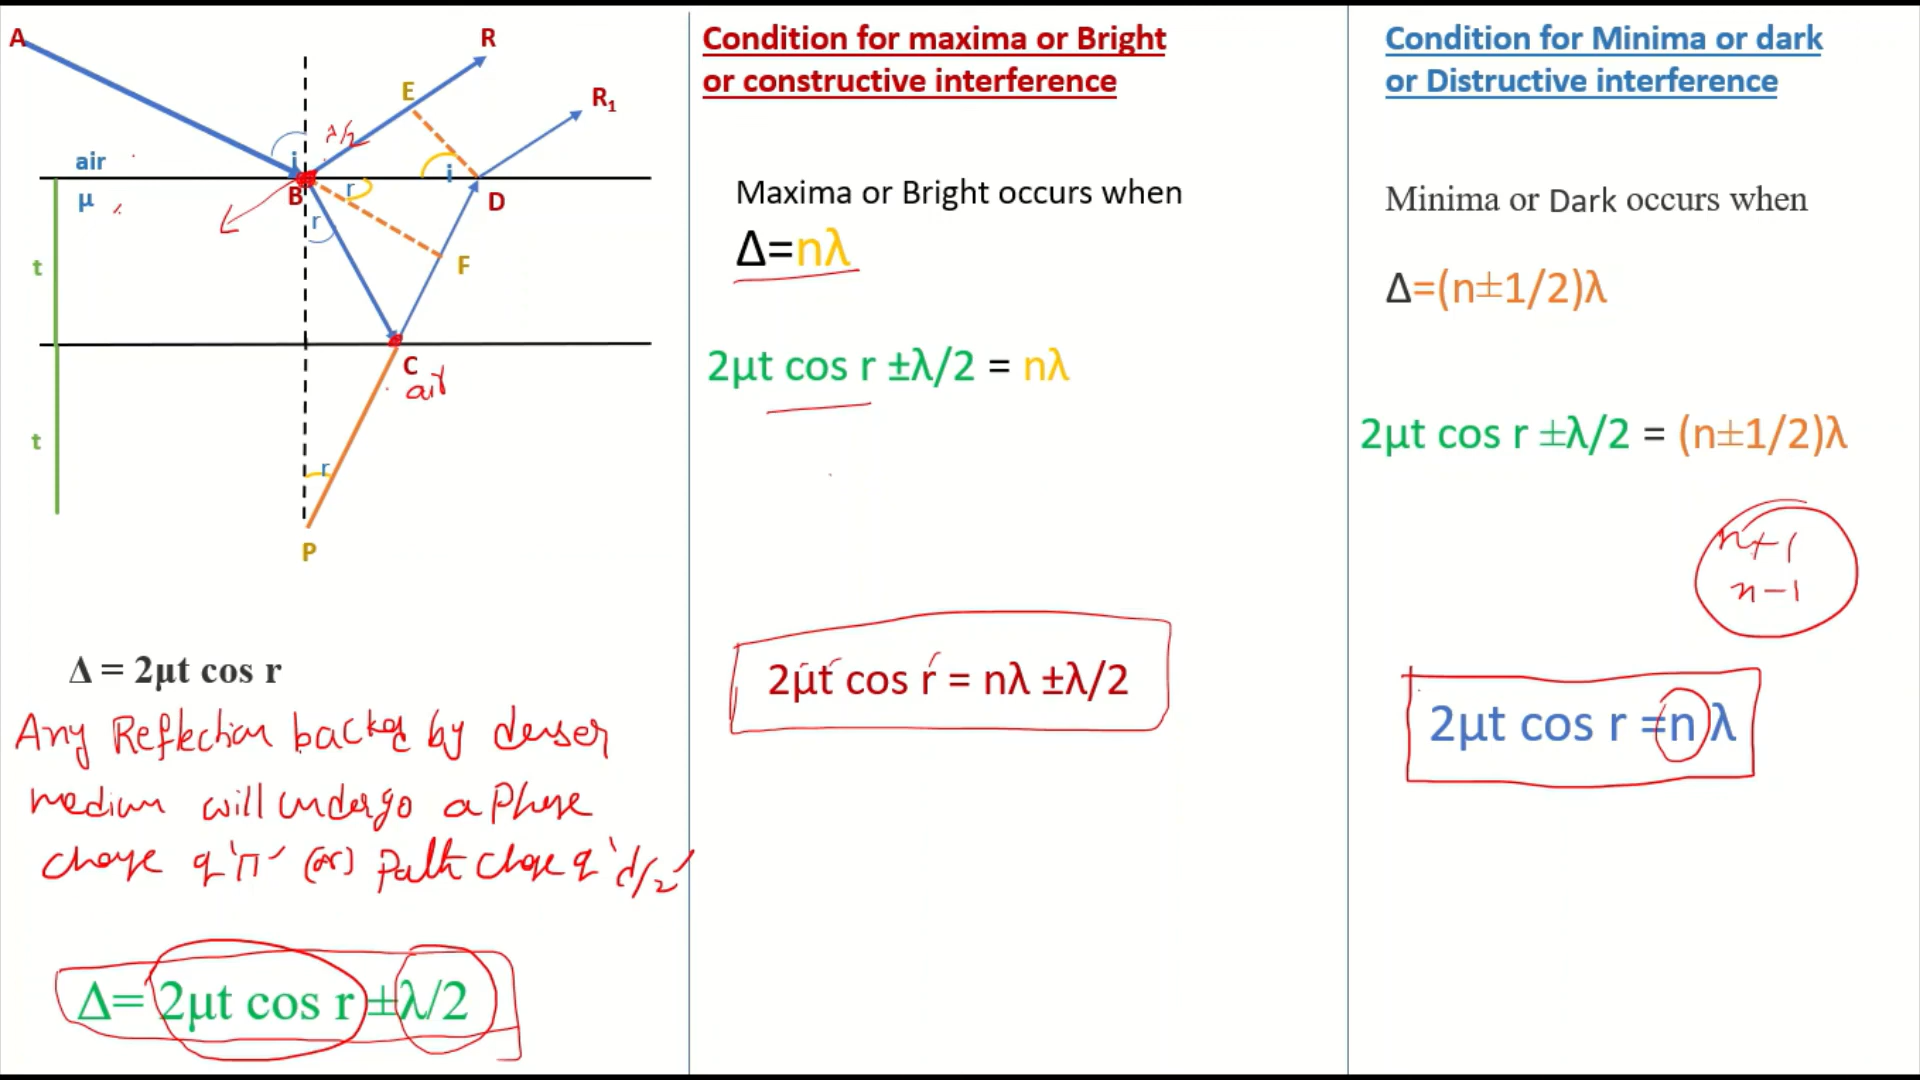 A
R
E
R₁
λ/2
air
i
i
μ
B
r
D
r
F
t
C
air
t
r
P
Δ = 2μt cos r
Any Reflection backed by denser
medium will undergo a Phase
change of 'π' (or) Path change of 'λ/2'
Δ= 2μt cos r ±λ/2
Condition for maxima or Bright
or constructive interference
Maxima or Bright occurs when
Δ=nλ
2μt cos r ±λ/2 = nλ
2μt cos r = nλ ±λ/2
Condition for Minima or dark
or Distructive interference
Minima or Dark occurs when
Δ=(n±1/2)λ
2μt cos r ±λ/2 = (n±1/2)λ
n+1
n-1
2μt cos r =n λ